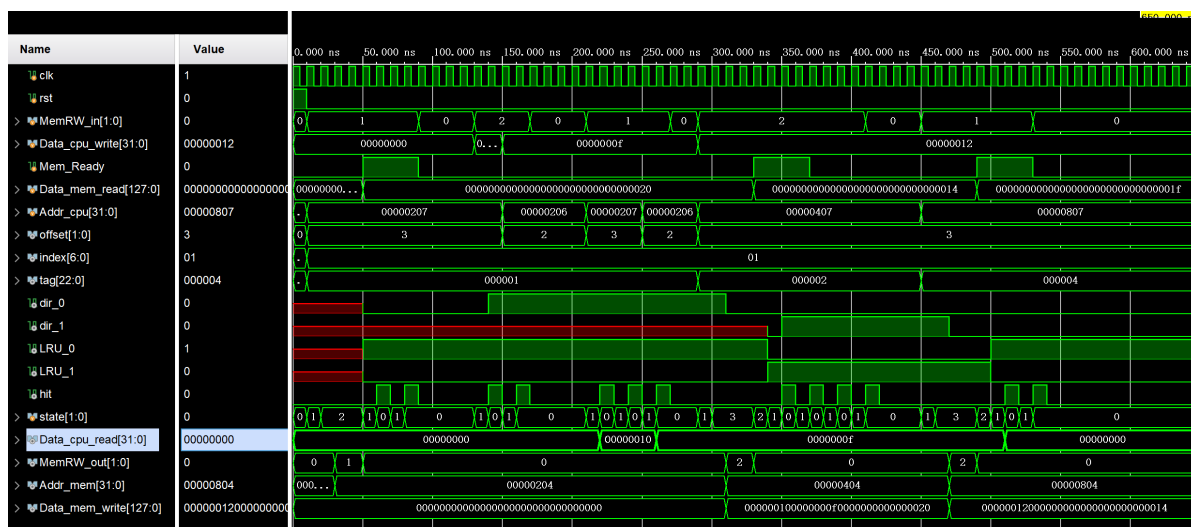 650.000 n
Name Value 0.000 ns 50.000 ns 100.000 ns 150.000 ns 200.000 ns 250.000 ns 300.000 ns 350.000 ns 400.000 ns 450.000 ns 500.000 ns 550.000 ns 600.000 ns
clk 1
rst 0
MemRW_in[1:0] 0 0 1 0 2 0 1 0 2 0 1 0
Data_cpu_write[31:0] 00000012 00000000 0... 0000000f 00000012
Mem_Ready 0
Data_mem_read[127:0] 0000000000000000 00000000... 00000000000000000000000000000020 00000000000000000000000000000014 0000000000000000000000000000001f
Addr_cpu[31:0] 00000807 . 00000207 00000206 00000207 00000206 00000407 00000807
offset[1:0] 3 0 3 2 3 2 3
index[6:0] 01 . 01
tag[22:0] 000004 . 000001 000002 000004
dir_0 0
dir_1 0
LRU_0 1
LRU_1 0
hit 0
state[1:0] 0 0 1 2 1 0 1 0 1 0 1 0 1 0 1 0 1 0 1 3 2 1 0 1 0 1 0 1 0 1 3 2 1 0 1 0
Data_cpu_read[31:0] 00000000 00000000 00000010 0000000f 00000000
MemRW_out[1:0] 0 0 1 0 2 0 2 0
Addr_mem[31:0] 00000804 000... 00000204 00000404 00000804
Data_mem_write[127:0] 0000001200000000 00000000000000000000000000000000 000000100000000f0000000000000020 00000012000000000000000000000014